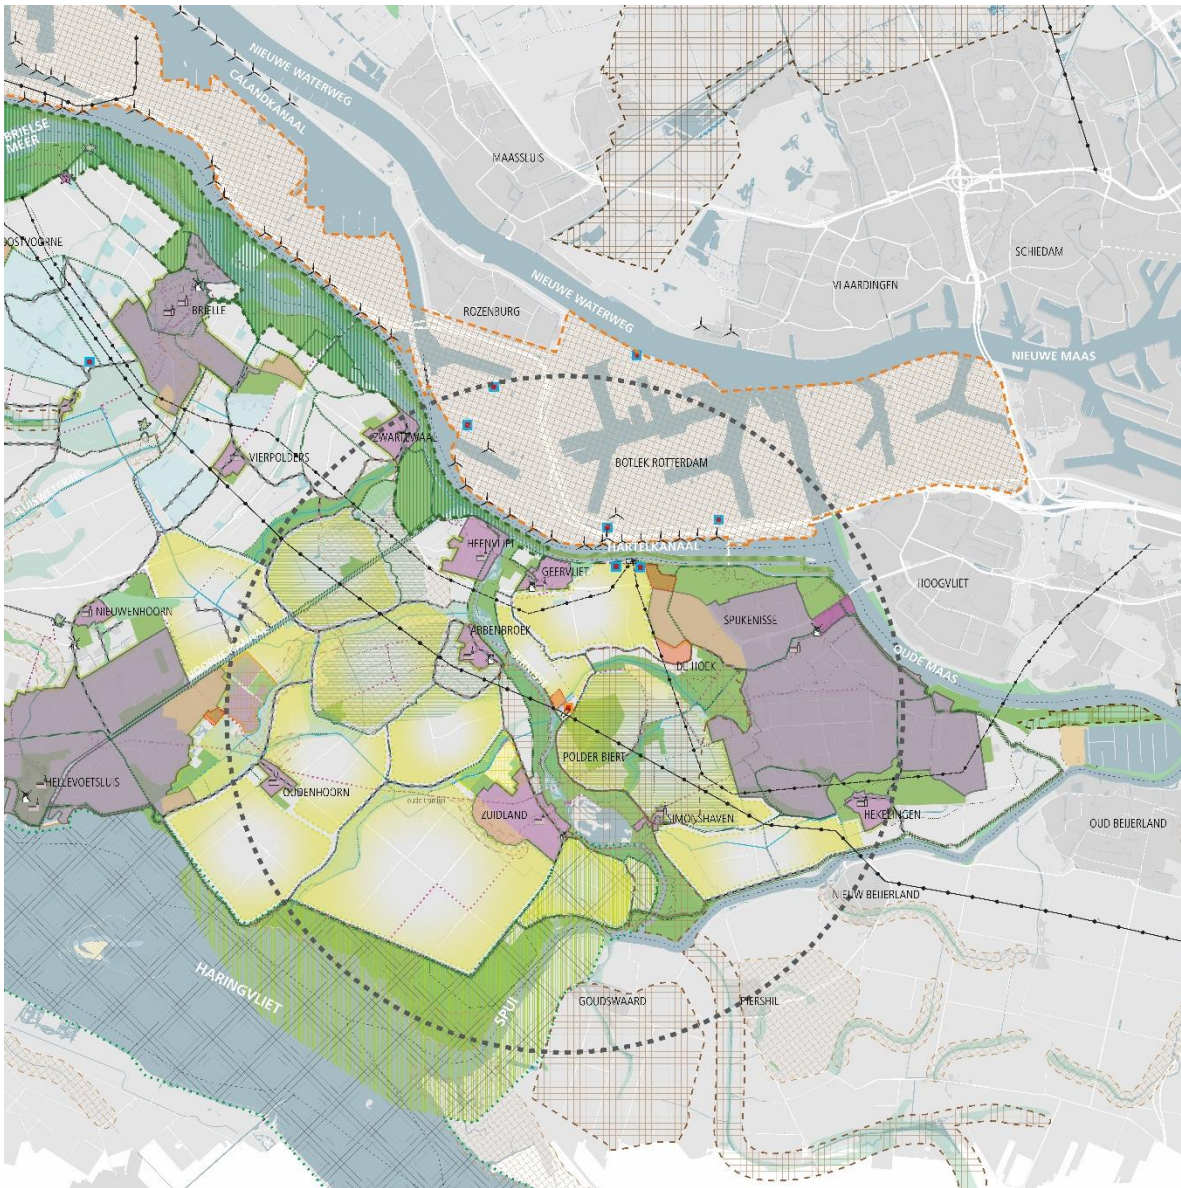 NIEUWE WATERWEG
CALANDKANAAL
BRIELSE
MEER
MAASSLUIS
OOSTVOORNE
SCHIEDAM
VLAARDINGEN
NIEUWE WATERWEG
BRIELLE
ROZENBURG
NIEUWE MAAS
ZWARTEWAAL
VIERPOLDERS
BOTLEK ROTTERDAM
HEENVLIET
HARTELKANAAL
GEERVLIET
HOOGVLIET
NIEUWENHOORN
SPIJKENISSE
ABBENBROEK
OUDE MAAS
DE HOEK
POLDER BIERT
HELLEVOETSLUIS
OUDENHOORN
ZUIDLAND
SIMONSHAVEN
HEKELINGEN
OUD BEIJERLAND
NIEUW BEIJERLAND
HARINGVLIET
SPUI
GOUDSWAARD
PIERSHIL